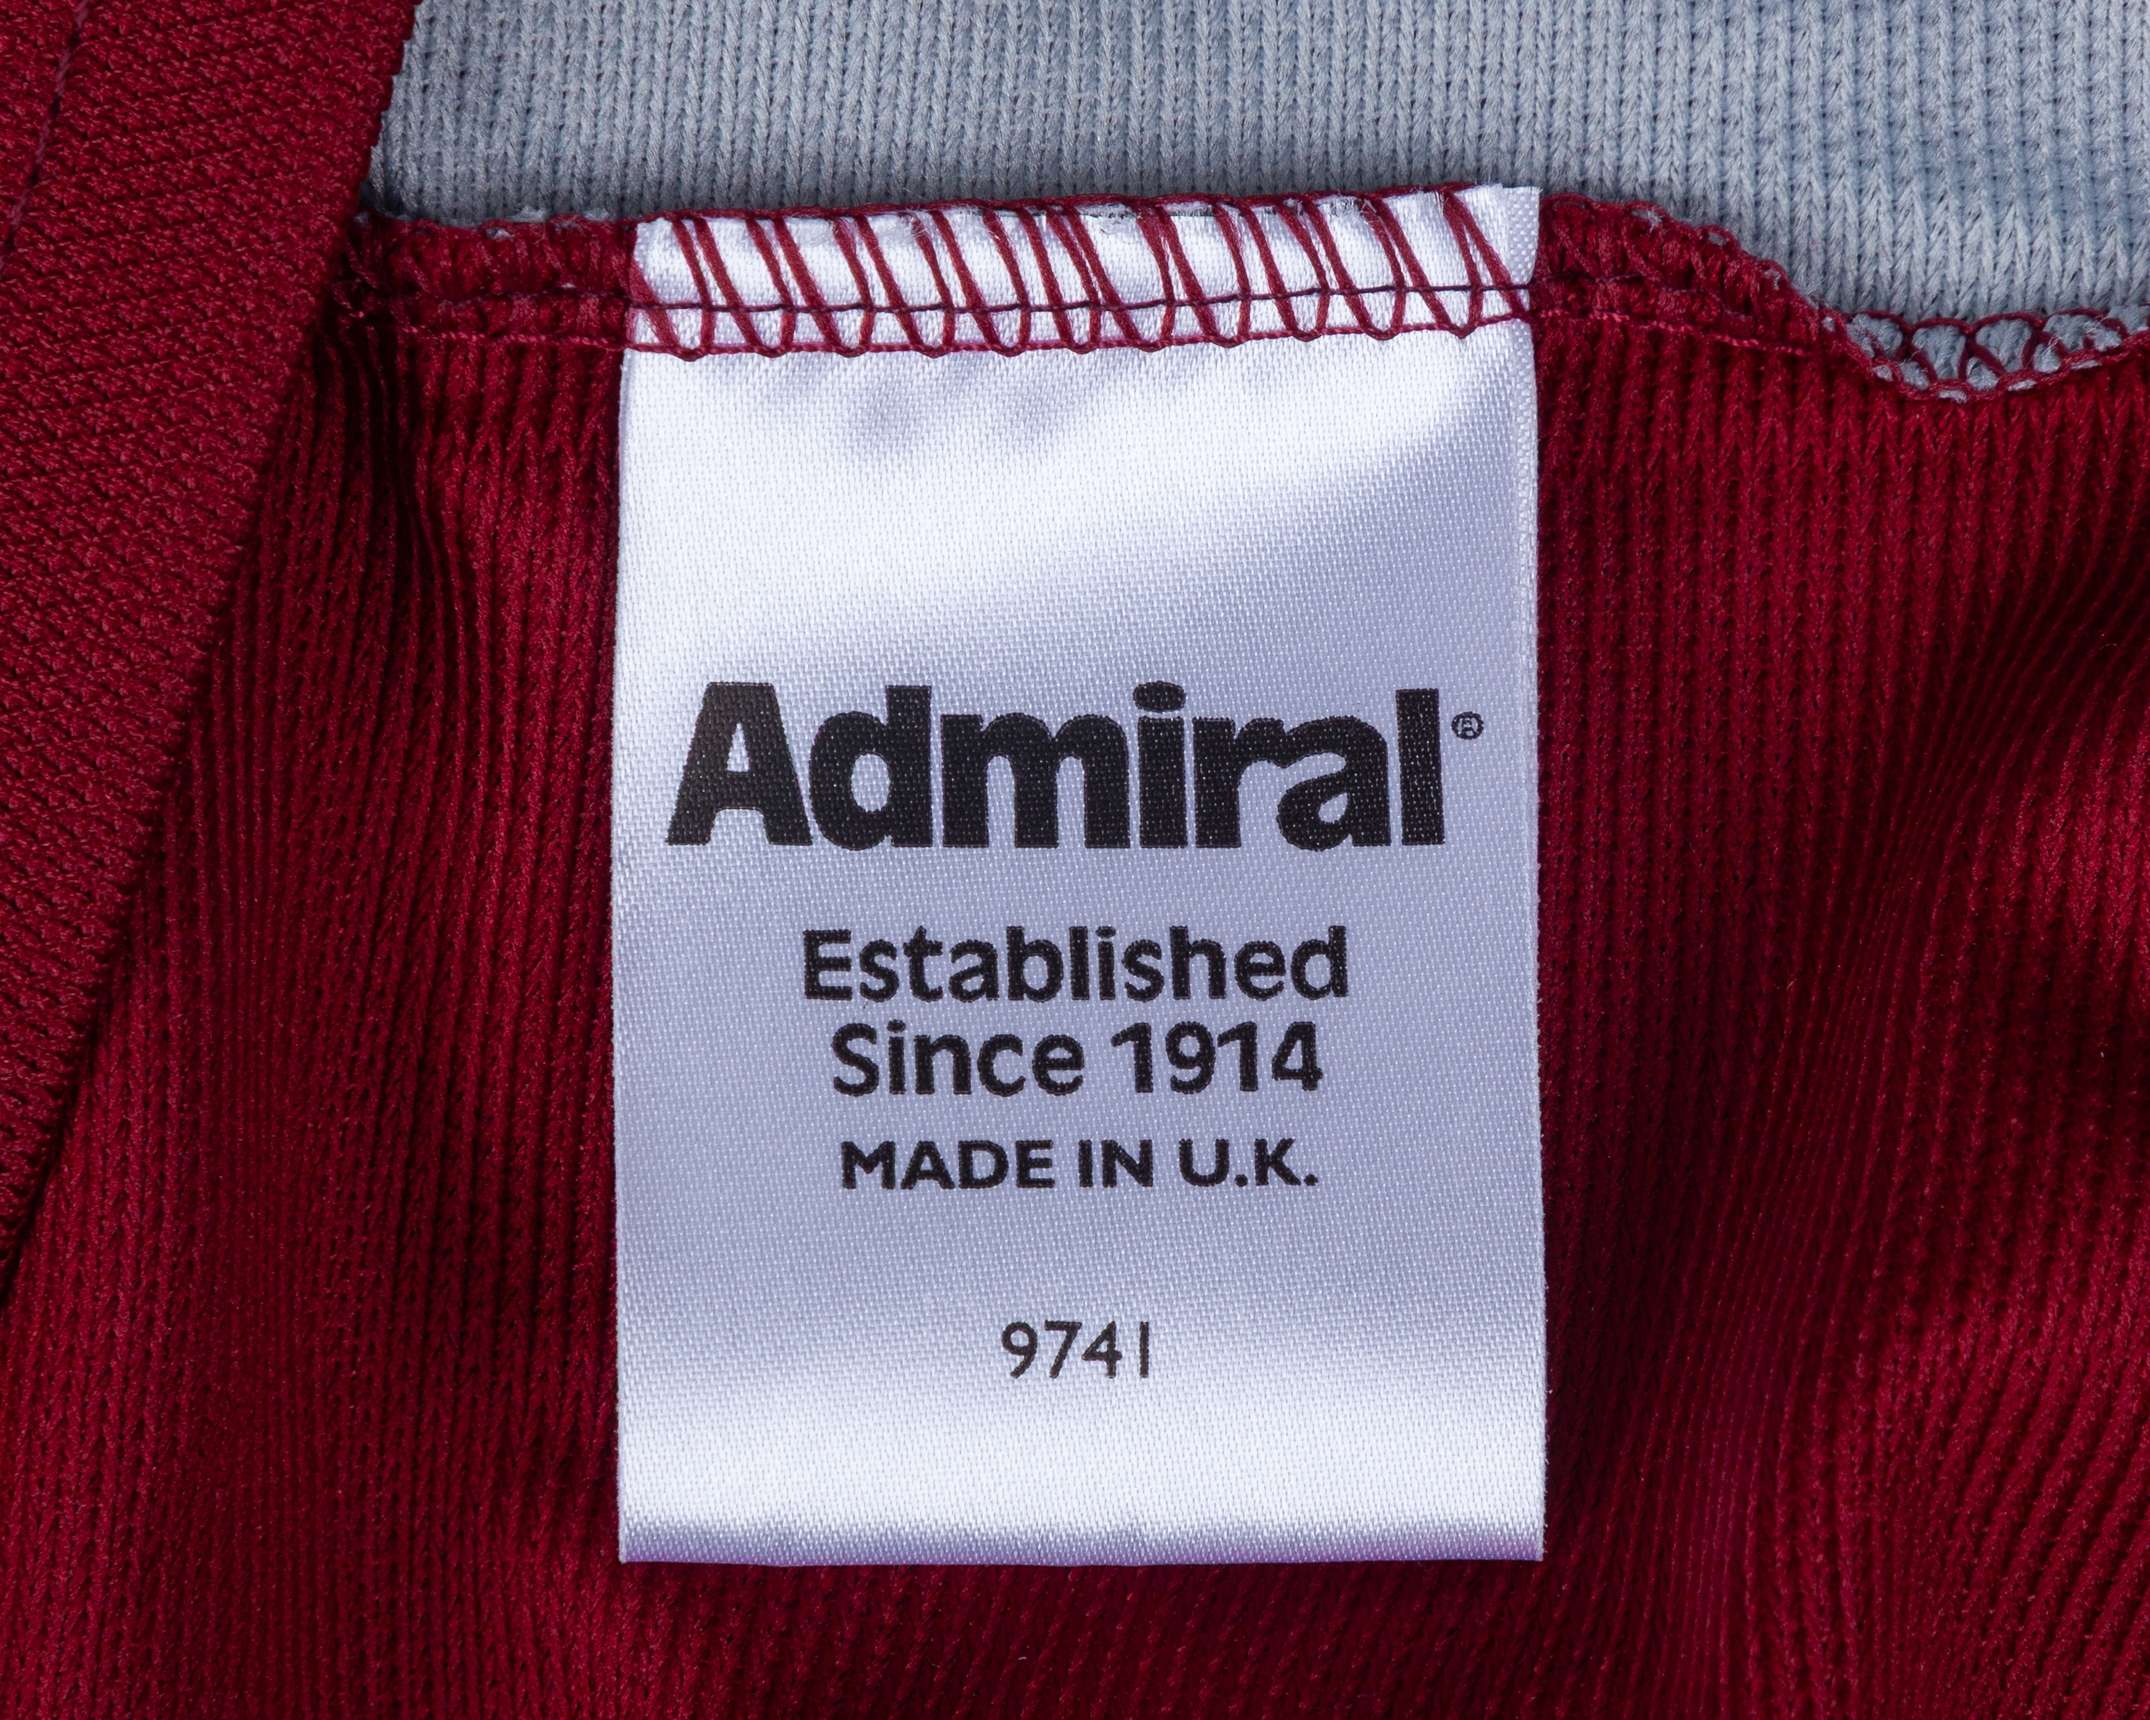 Admiral®
Established
Since 1914
MADE IN U.K.
9741